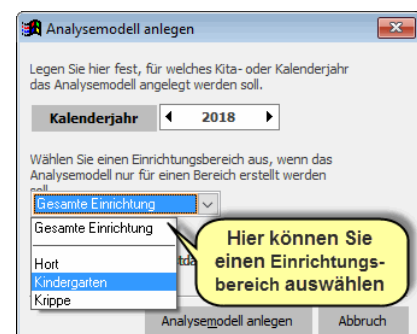 Analysemodell anlegen
Legen Sie hier fest, für welches Kita- oder Kalenderjahr
das Analysemodell angelegt werden soll.
Kalenderjahr 2018
Wählen Sie einen Einrichtungsbereich aus, wenn das
Analysemodell nur für einen Bereich erstellt werden
Gesamte Einrichtung
Gesamte Einrichtung
Hort
Kindergarten
Krippe
Hier können Sie
einen Einrichtungs-
bereich auswählen
Analysemodell anlegen Abbruch